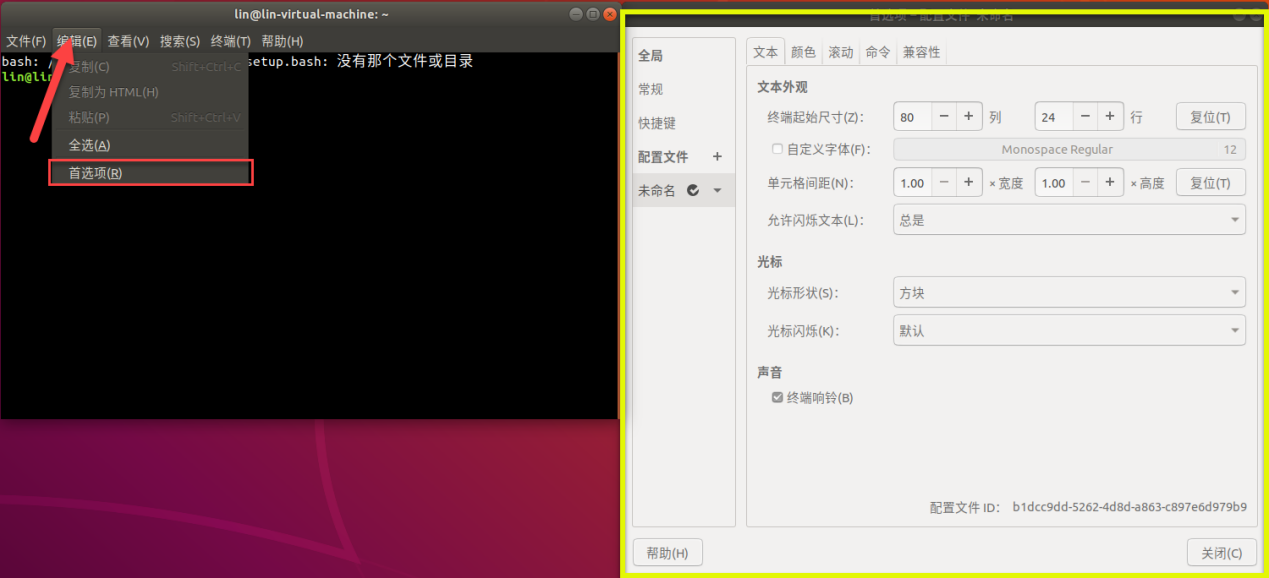 lin@lin-virtual-machine: ~
文件(F) 编辑(E) 查看(V) 搜索(S) 终端(T) 帮助(H)
bash: / setup.bash: 没有那个文件或目录
lin@lin
复制(C) Shift+Ctrl+C
复制为 HTML(H)
粘贴(P) Shift+Ctrl+V
全选(A)
首选项(R)
首选项 - 配置文件“未命名”
全局
常规
快捷键
配置文件 +
未命名
文本 颜色 滚动 命令 兼容性
文本外观
终端起始尺寸(Z): 80 − + 列 24 − + 行 复位(T)
自定义字体(F): Monospace Regular 12
单元格间距(N): 1.00 − + × 宽度 1.00 − + × 高度 复位(T)
允许闪烁文本(L): 总是
光标
光标形状(S): 方块
光标闪烁(K): 默认
声音
终端响铃(B)
配置文件 ID: b1dcc9dd-5262-4d8d-a863-c897e6d979b9
帮助(H) 关闭(C)